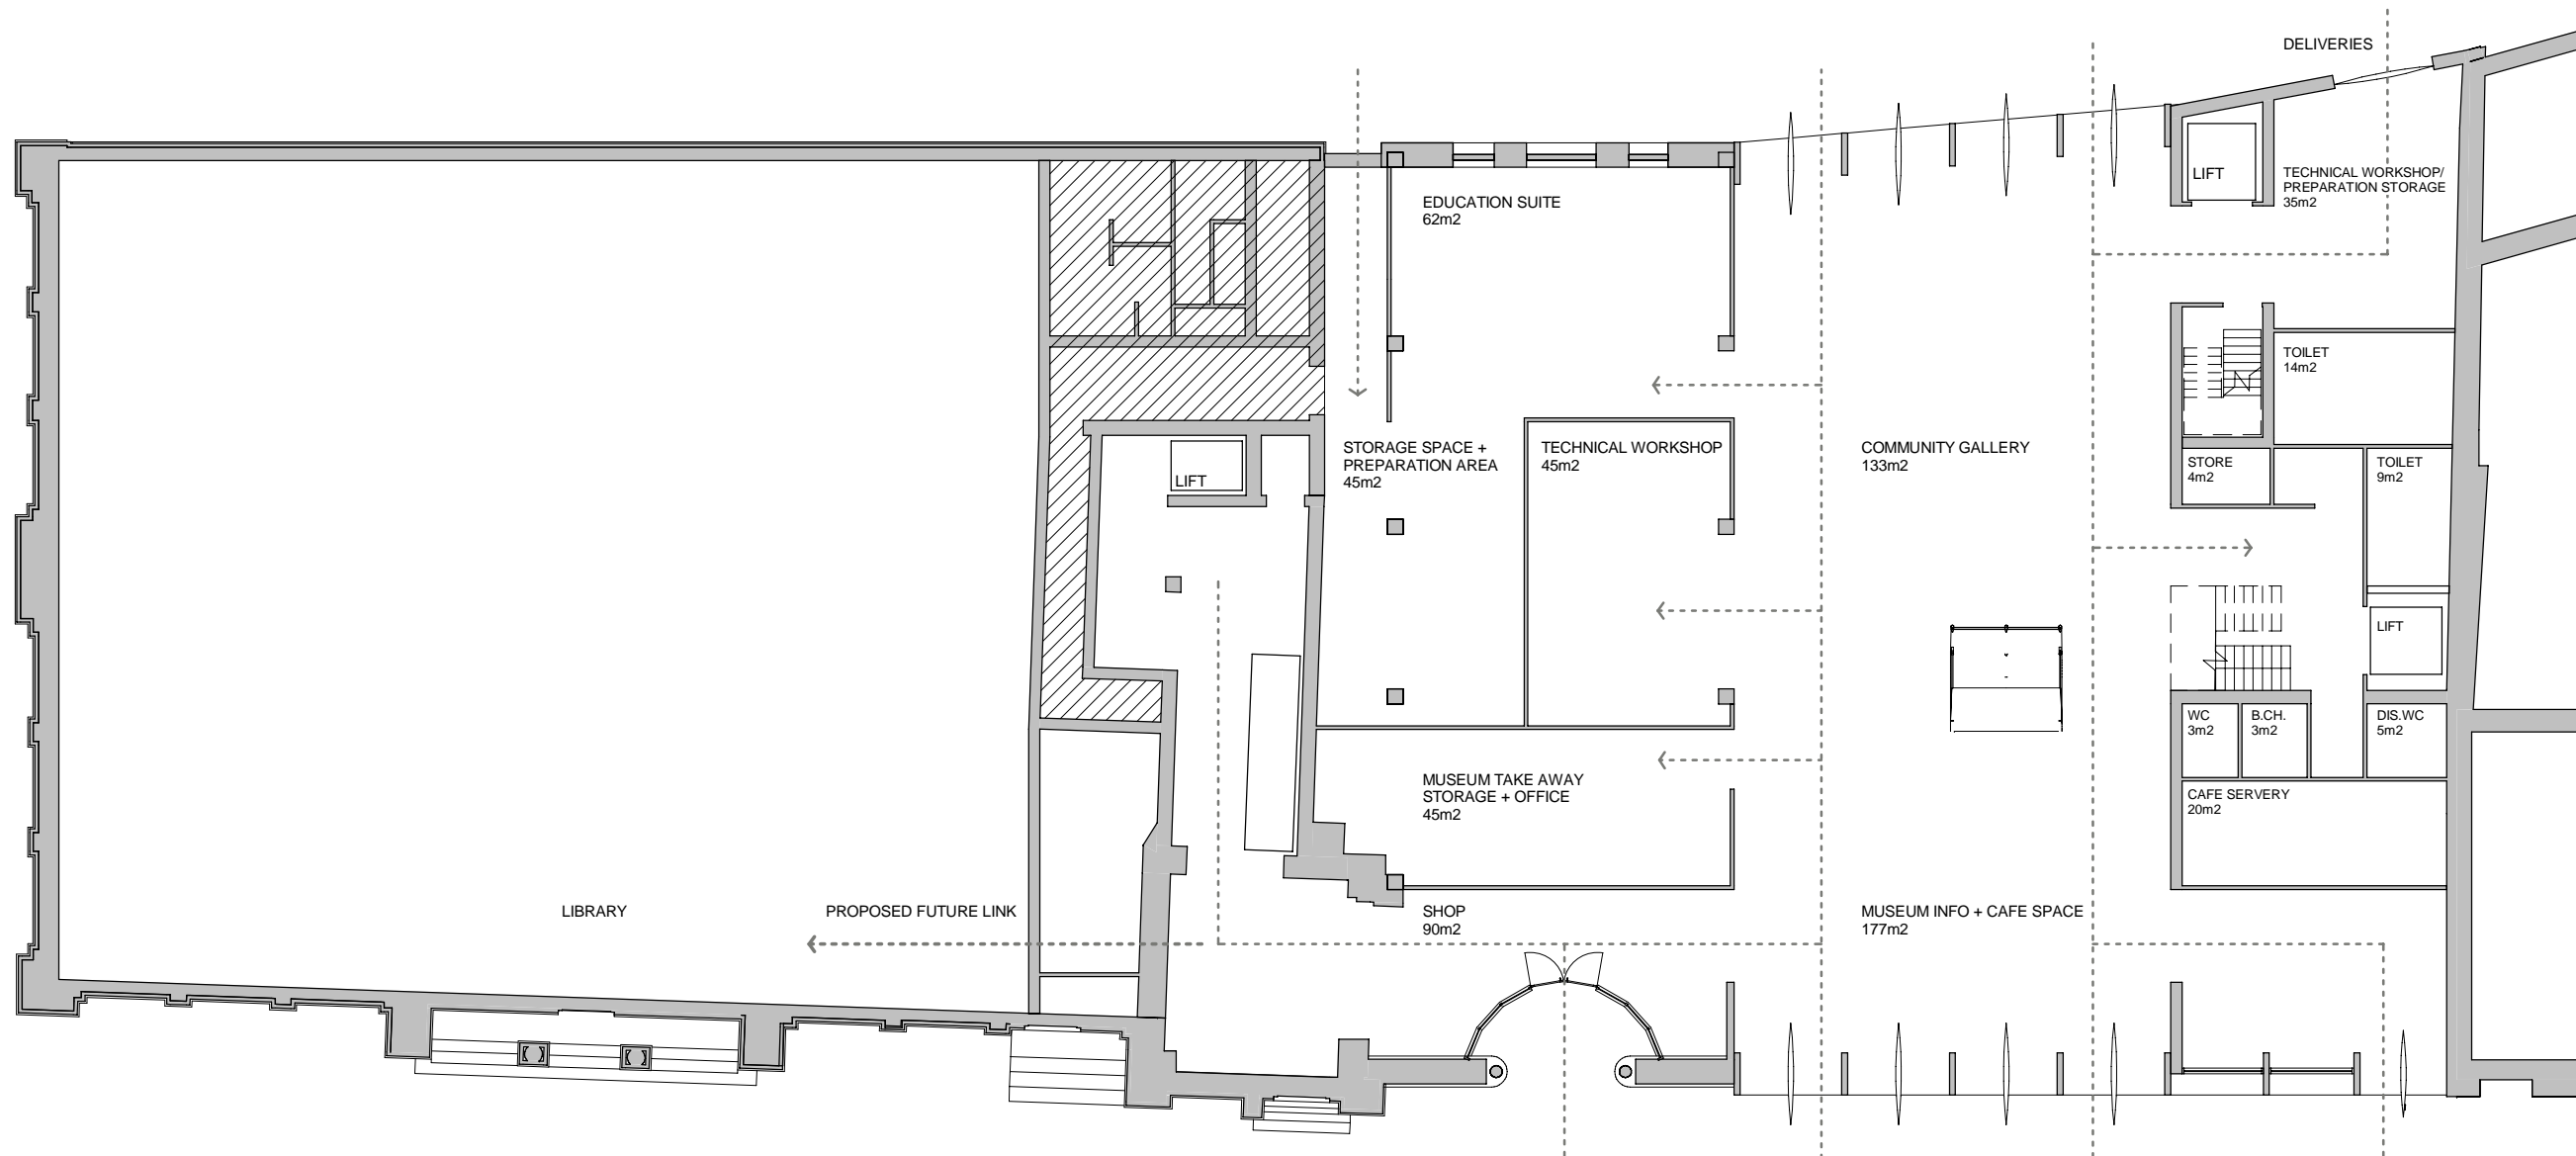 DELIVERIES
LIFT
TECHNICAL WORKSHOP/
PREPARATION STORAGE
35m2
EDUCATION SUITE
62m2
TOILET
14m2
STORAGE SPACE +
PREPARATION AREA
45m2
TECHNICAL WORKSHOP
45m2
COMMUNITY GALLERY
133m2
STORE
4m2
TOILET
9m2
LIFT
LIFT
WC
3m2
B.CH.
3m2
DIS.WC
5m2
MUSEUM TAKE AWAY
STORAGE + OFFICE
45m2
CAFE SERVERY
20m2
LIBRARY
PROPOSED FUTURE LINK
SHOP
90m2
MUSEUM INFO + CAFE SPACE
177m2